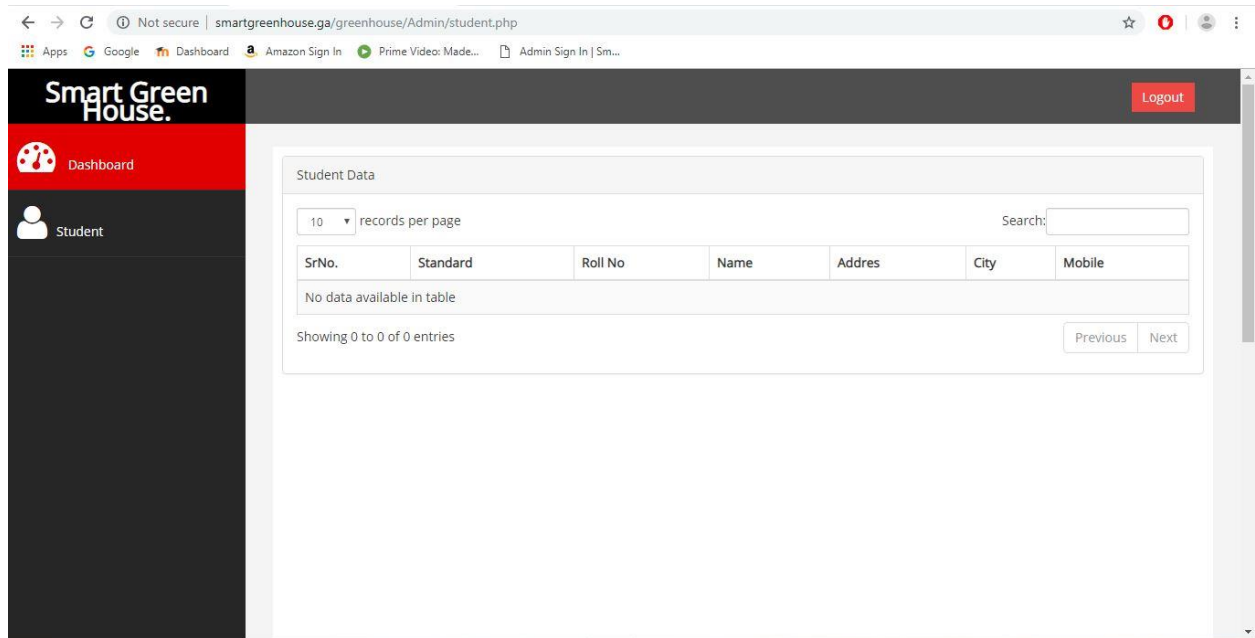 Not secure | smartgreenhouse.ga/greenhouse/Admin/student.php
Apps Google Dashboard Amazon Sign In Prime Video: Made... Admin Sign In | Sm...
Smart Green
House.
Logout
Dashboard
Student
Student Data
10 records per page Search:
SrNo. Standard Roll No Name Addres City Mobile
No data available in table
Showing 0 to 0 of 0 entries Previous Next